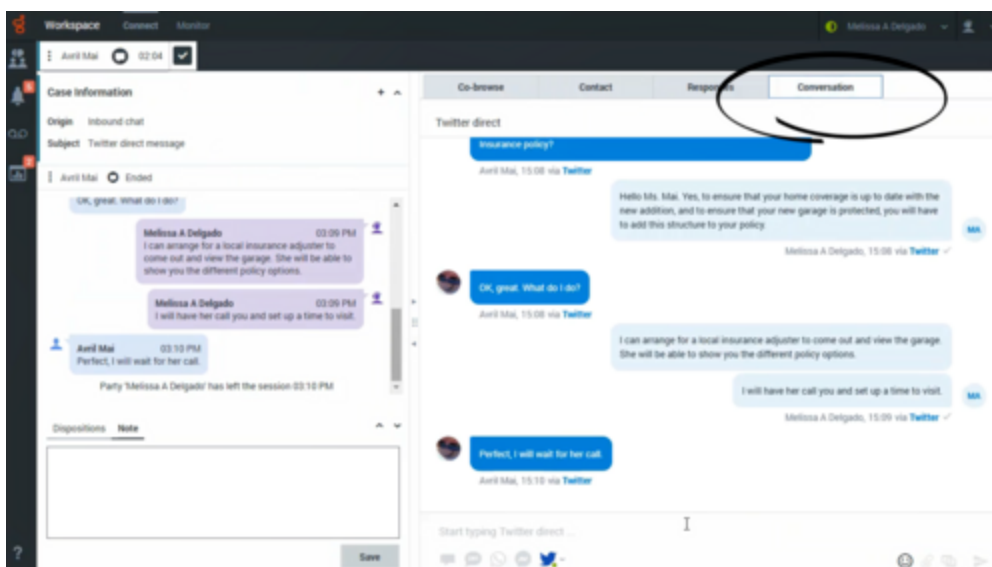 Workspace Connect Monitor
Melissa A Delgado
Avril Mai 02:04
Case Information
Origin Inbound chat
Subject Twitter direct message
Avril Mai Ended
OK, great. What do I do?
Melissa A Delgado 03:09 PM
I can arrange for a local insurance adjuster to
come out and view the garage. She will be able to
show you the different policy options.
Melissa A Delgado 03:09 PM
I will have her call you and set up a time to visit.
Avril Mai 03:10 PM
Perfect, I will wait for her call.
Party 'Melissa A Delgado' has left the session 03:10 PM
Dispositions Note
Save
?
Co-browse Contact Responses Conversation
Twitter direct
insurance policy?
Avril Mai, 15:08 via Twitter
Hello Ms. Mai. Yes, to ensure that your home coverage is up to date with the
new addition, and to ensure that your new garage is protected, you will have
to add this structure to your policy.
MA
Melissa A Delgado, 15:08 via Twitter
OK, great. What do I do?
Avril Mai, 15:08 via Twitter
I can arrange for a local insurance adjuster to come out and view the garage.
She will be able to show you the different policy options.
I will have her call you and set up a time to visit.
MA
Melissa A Delgado, 15:09 via Twitter
Perfect, I will wait for her call.
Avril Mai, 15:10 via Twitter
Start typing Twitter direct ...